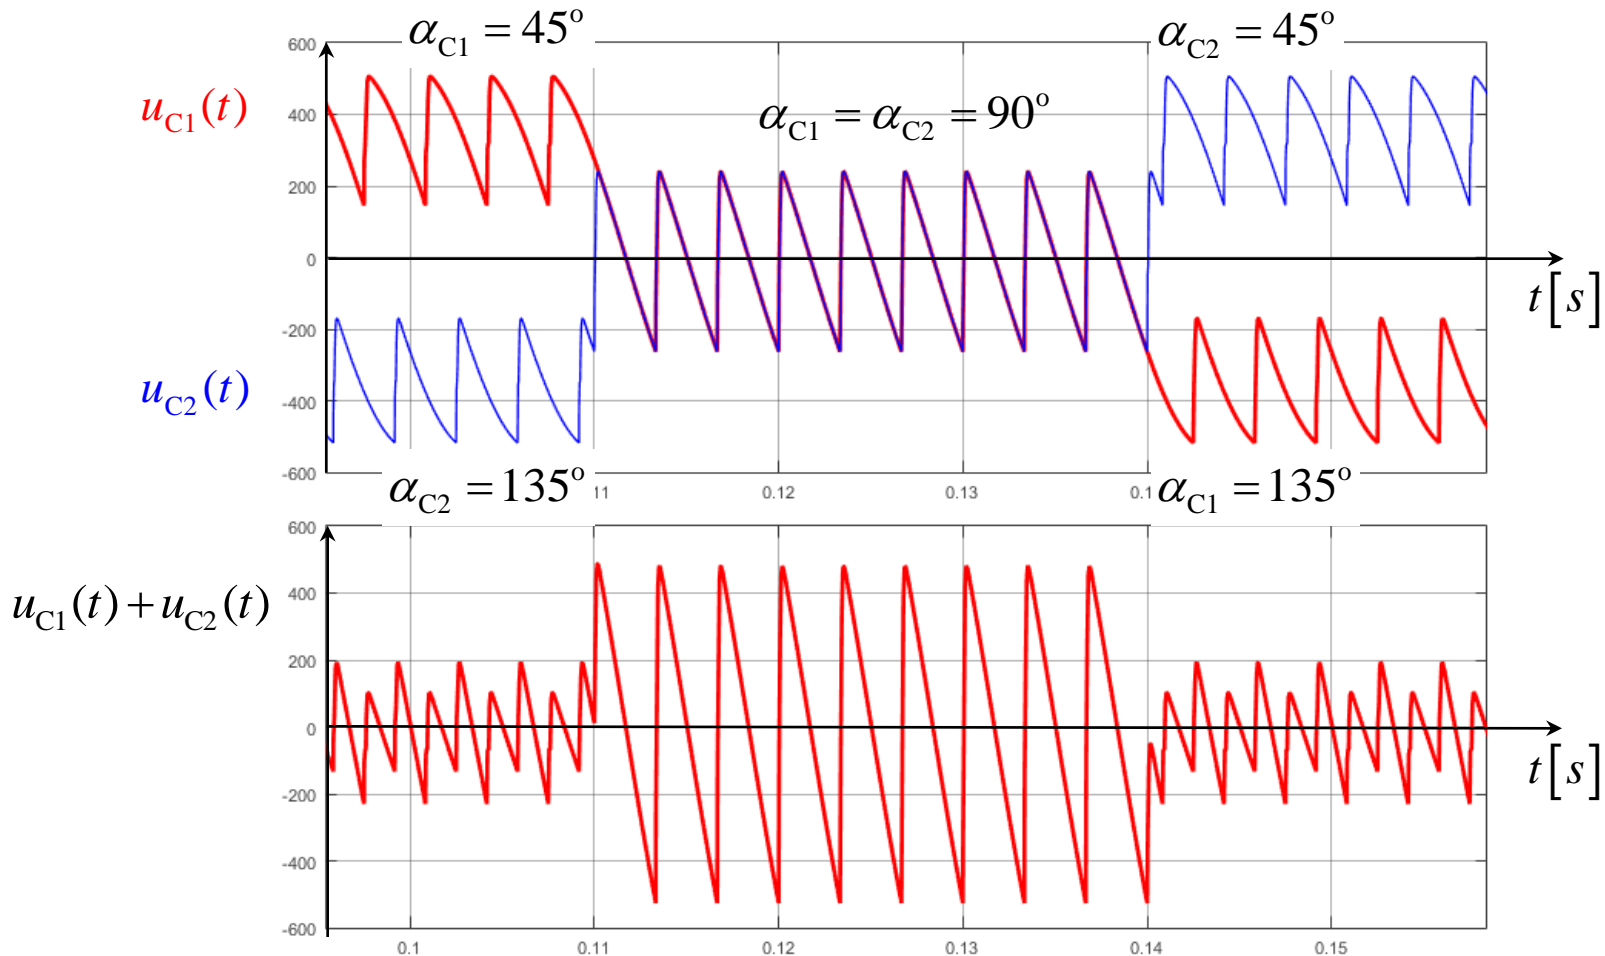 α_C1 = 45° α_C2 = 45°
600
u_C1(t) 400 α_C1 = α_C2 = 90°
200
0
t[s]
-200
u_C2(t) -400
-600
α_C2 = 135° 11 0.12 0.13 0.1 α_C1 = 135°
600
u_C1(t) + u_C2(t) 400
200
0
t[s]
-200
-400
-600
0.1 0.11 0.12 0.13 0.14 0.15